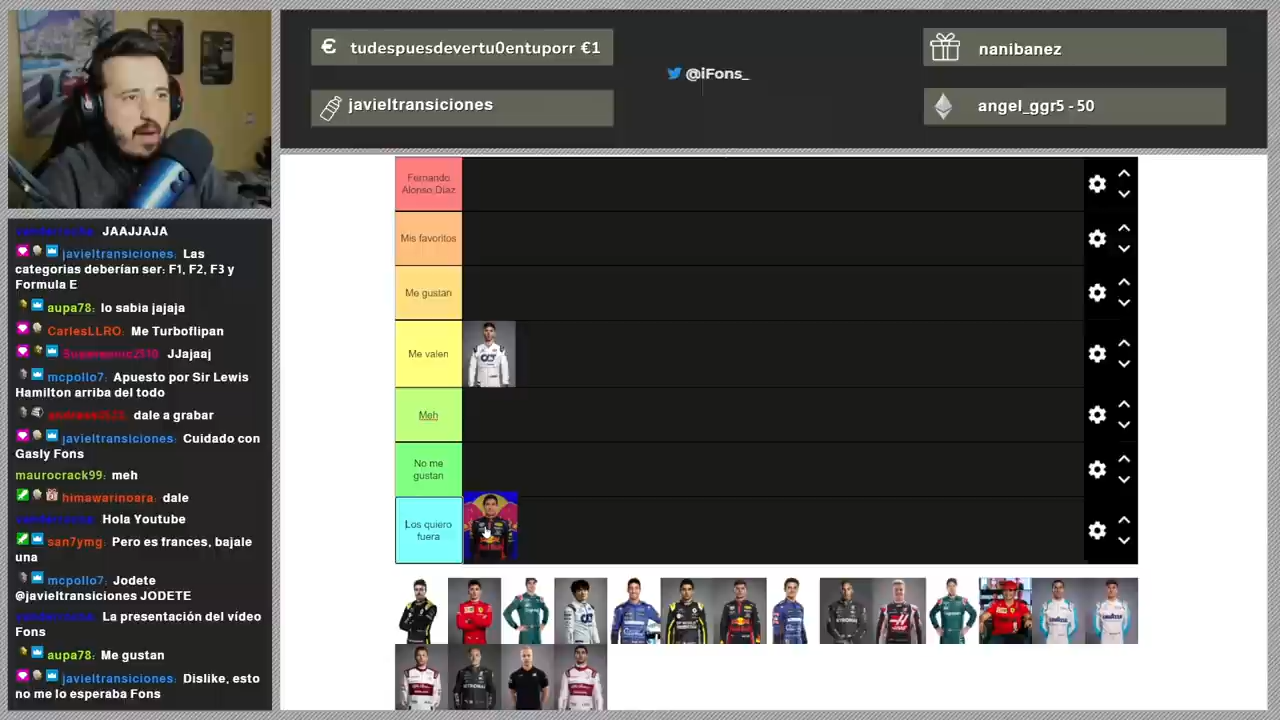 € tudespuesdevertu0entuporr €1
nanibanez
@iFons_
javieltransiciones
angel_ggr5 - 50
Fernando
Alonso Díaz
Mis favoritos
Me gustan
Me valen
Meh
No me
gustan
Los quiero
fuera
JAAJJAJA
javieltransiciones: Las
categorias deberían ser: F1, F2, F3 y
Formula E
aupa78: lo sabia jajaja
CarlesLLRO: Me Turboflipan
JJajaaj
mcpollo7: Apuesto por Sir Lewis
Hamilton arriba del todo
dale a grabar
javieltransiciones: Cuidado con
Gasly Fons
maurocrack99: meh
himawarinoara: dale
Hola Youtube
san7ymg: Pero es frances, bajale
una
mcpollo7: Jodete
@javieltransiciones JODETE
La presentación del vídeo
Fons
aupa78: Me gustan
javieltransiciones: Dislike, esto
no me lo esperaba Fons